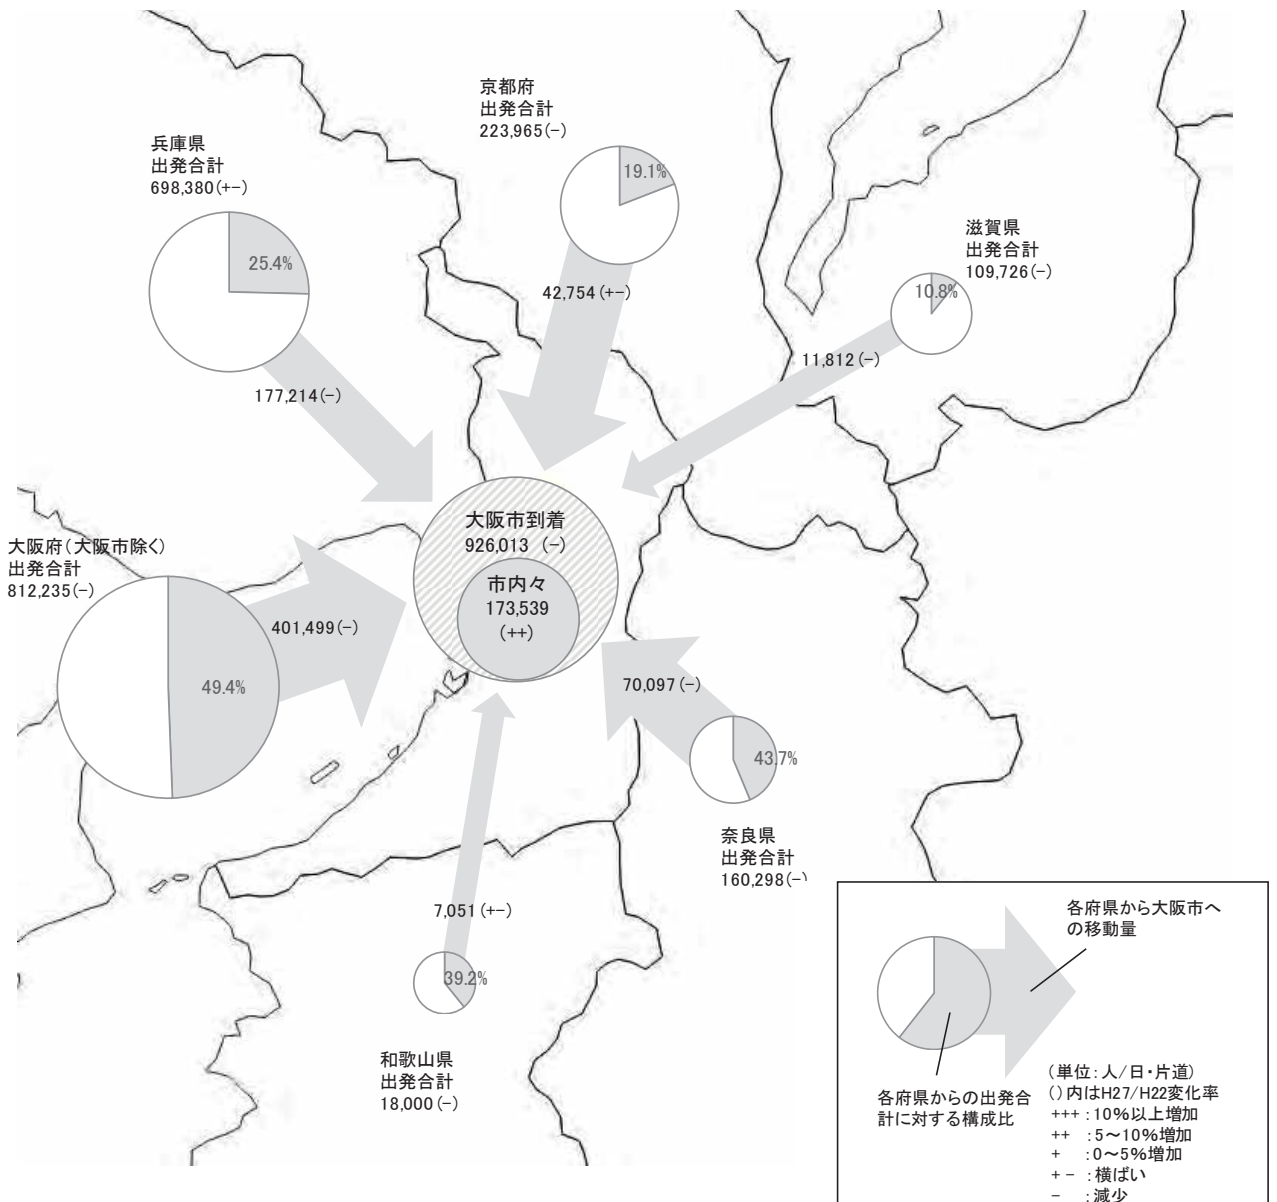 京都府
出発合計
223,965(-)
19.1%
42,754(+-)
兵庫県
出発合計
698,380(+-)
25.4%
177,214(-)
滋賀県
出発合計
109,726(-)
10.8%
11,812(-)
大阪市到着
926,013 (-)
市内々
173,539
(++)
大阪府(大阪市除く)
出発合計
812,235(-)
49.4%
401,499(-)
70,097(-)
43.7%
奈良県
出発合計
160,298(-)
7,051(+-)
39.2%
和歌山県
出発合計
18,000(-)
各府県から大阪市へ
の移動量
各府県からの出発合
計に対する構成比
(単位:人/日・片道)
()内はH27/H22変化率
+++:10%以上増加
++ :5~10%増加
+ :0~5%増加
+- :横ばい
- :減少